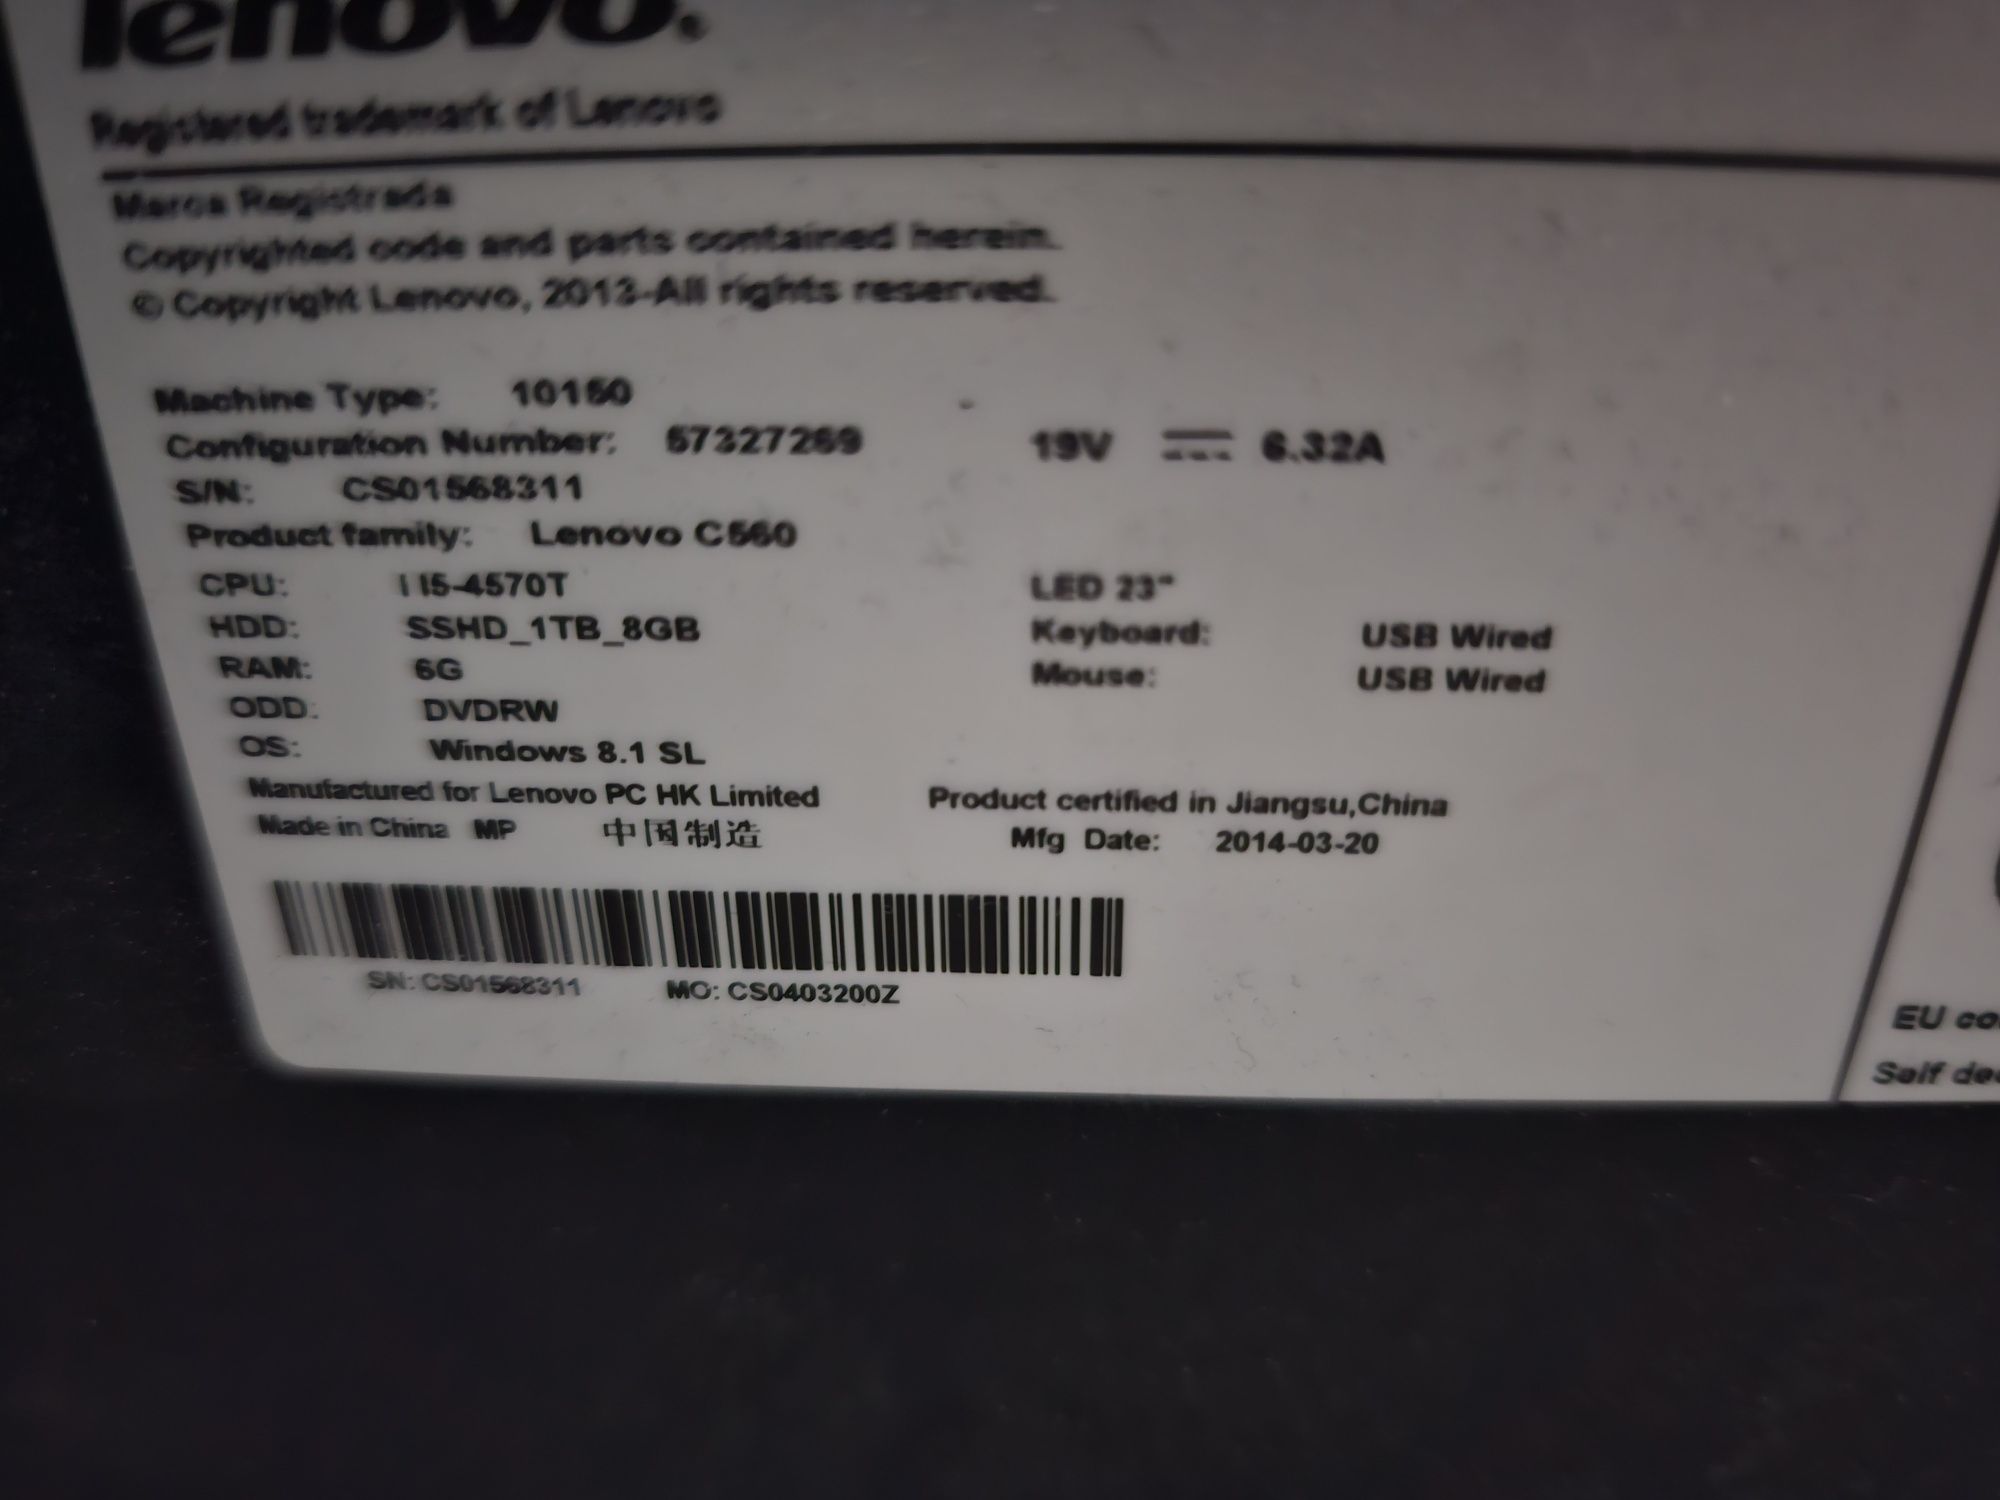 lenovo.
Registered trademark of Lenovo
Marca Registrada
Copyrighted code and parts contained herein.
© Copyright Lenovo, 2013-All rights reserved.
Machine Type: 10150
Configuration Number: 57327269 19V 6.32A
S/N: CS01568311
Product family: Lenovo C560
CPU: I I5-4570T LED 23"
HDD: SSHD_1TB_8GB Keyboard: USB Wired
RAM: 6G Mouse: USB Wired
ODD: DVDRW
OS: Windows 8.1 SL
Manufactured for Lenovo PC HK Limited Product certified in Jiangsu,China
Made in China MP 中国制造 Mfg Date: 2014-03-20
SN: CS01568311 MO: CS0403200Z
EU
Self